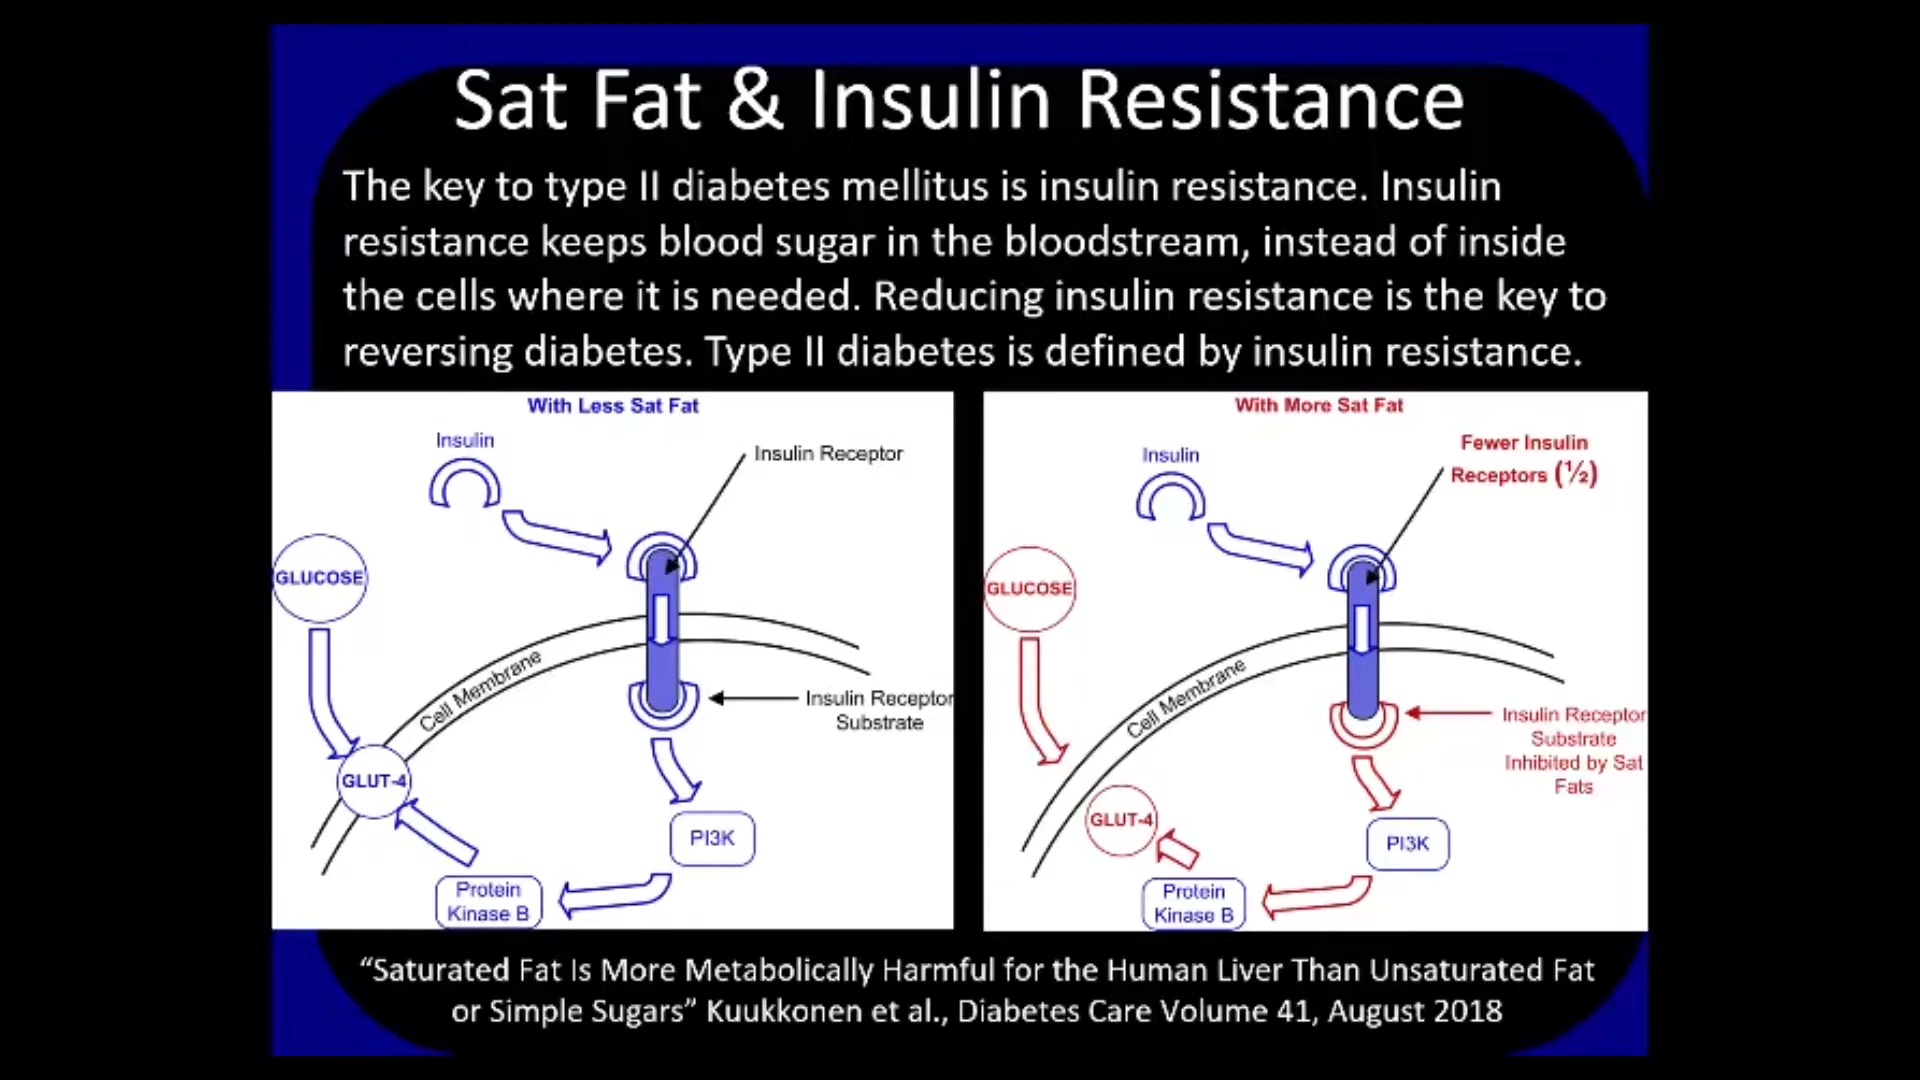 Sat Fat & Insulin Resistance
The key to type II diabetes mellitus is insulin resistance. Insulin
resistance keeps blood sugar in the bloodstream, instead of inside
the cells where it is needed. Reducing insulin resistance is the key to
reversing diabetes. Type II diabetes is defined by insulin resistance.
With Less Sat Fat
Insulin
Insulin Receptor
GLUCOSE
Cell Membrane
Insulin Receptor
Substrate
GLUT-4
PI3K
Protein
Kinase B
With More Sat Fat
Insulin
Fewer Insulin
Receptors (½)
GLUCOSE
Cell Membrane
Insulin Receptor
Substrate
Inhibited by Sat
Fats
GLUT-4
PI3K
Protein
Kinase B
“Saturated Fat Is More Metabolically Harmful for the Human Liver Than Unsaturated Fat
or Simple Sugars” Kuukkonen et al., Diabetes Care Volume 41, August 2018